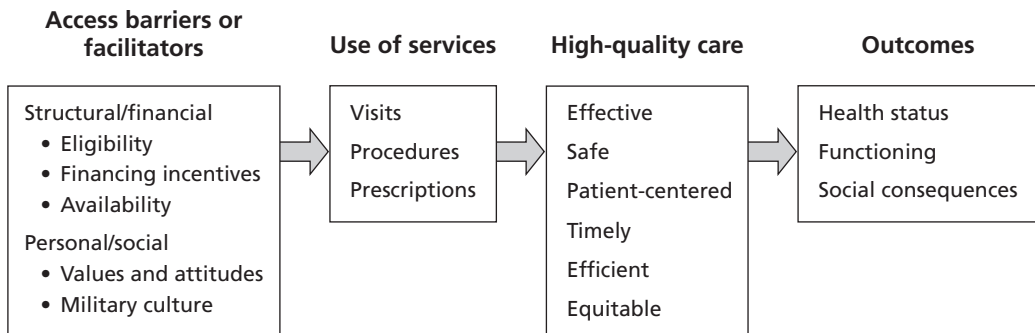 Access barriers or
facilitators
Structural/financial
• Eligibility
• Financing incentives
• Availability
Personal/social
• Values and attitudes
• Military culture
Use of services
Visits
Procedures
Prescriptions
High-quality care
Effective
Safe
Patient-centered
Timely
Efficient
Equitable
Outcomes
Health status
Functioning
Social consequences